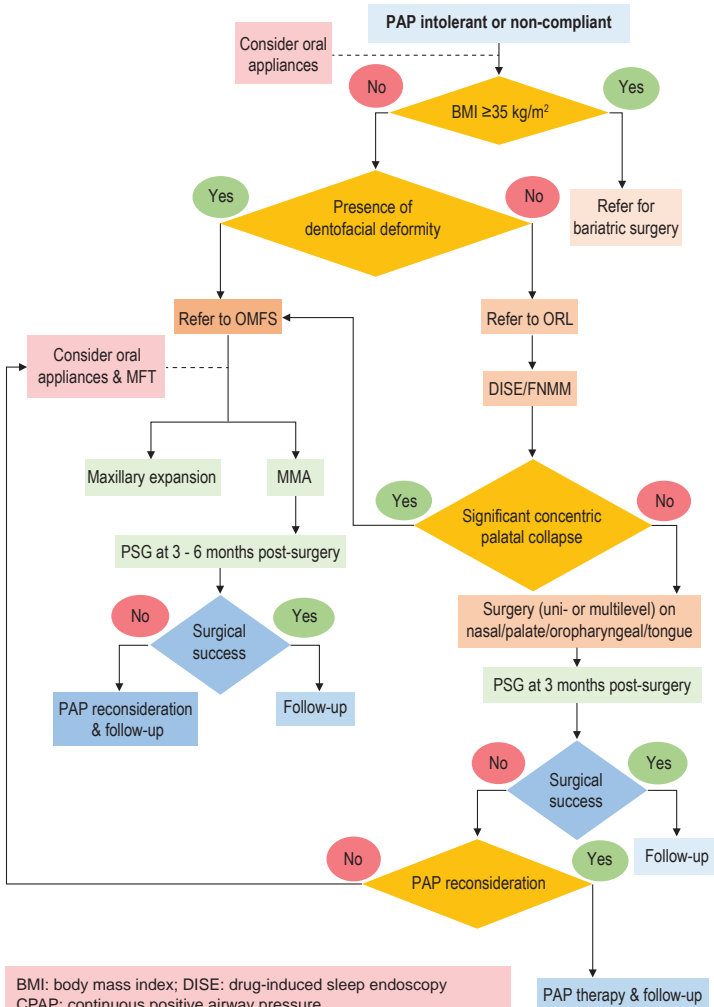 PAP intolerant or non-compliant
Consider oral
appliances
No
Yes
BMI ≥35 kg/m²
Yes
No
Presence of
dentofacial deformity
Refer for
bariatric surgery
Refer to OMFS
Refer to ORL
Consider oral
appliances & MFT
DISE/FNMM
Maxillary expansion
MMA
Yes
No
Significant concentric
palatal collapse
PSG at 3 - 6 months post-surgery
No
Yes
Surgical
success
Surgery (uni- or multilevel) on
nasal/palate/oropharyngeal/tongue
PSG at 3 months post-surgery
PAP reconsideration
& follow-up
Follow-up
No
Yes
Surgical
success
No
Yes
Follow-up
PAP reconsideration
BMI: body mass index; DISE: drug-induced sleep endoscopy
CPAP: continuous positive airway pressure
PAP therapy & follow-up